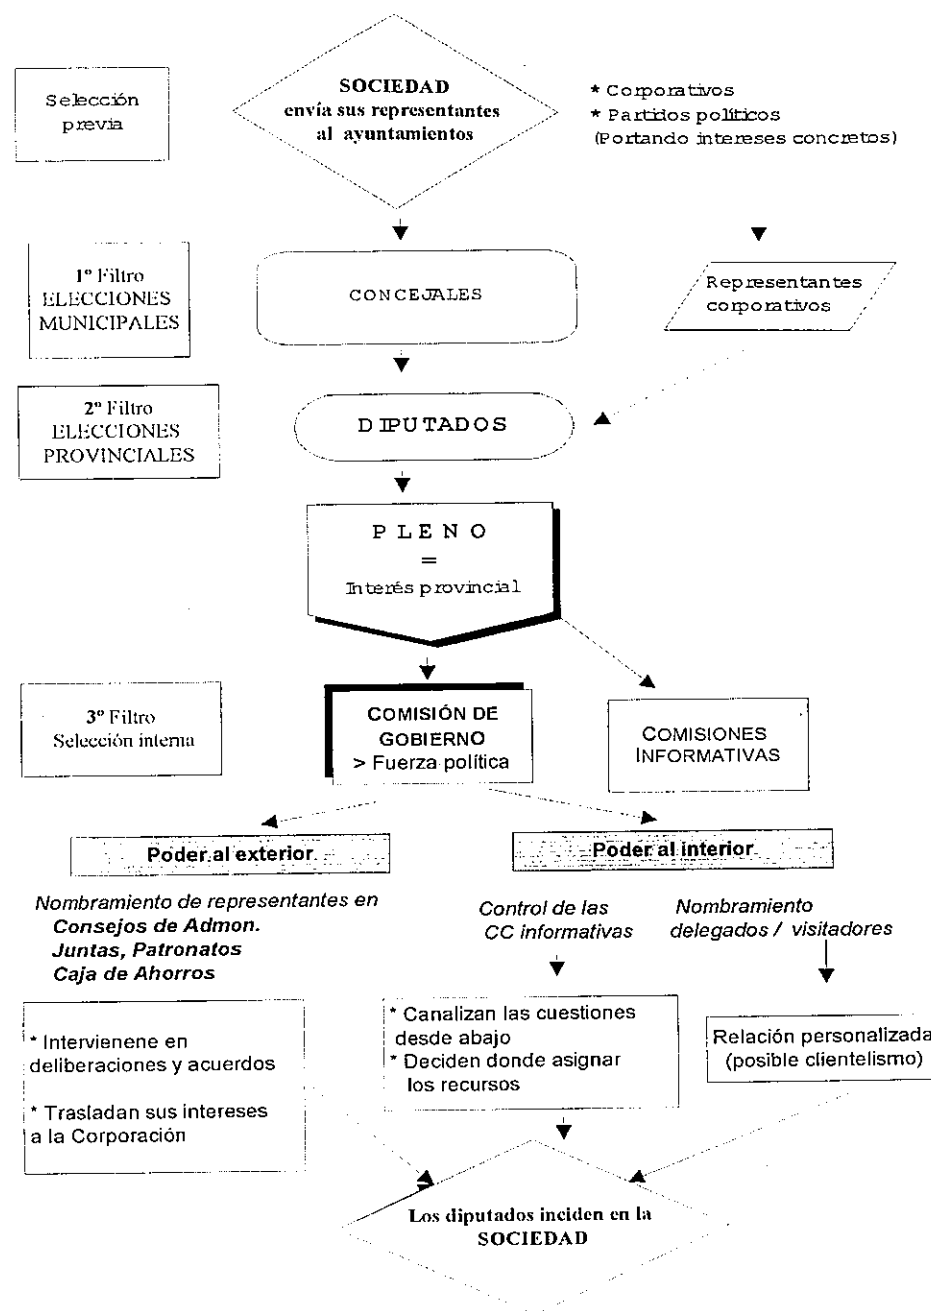 Selección
previa
SOCIEDAD
envía sus representantes
al ayuntamientos
* Corporativos
* Partidos políticos
(Portando intereses concretos)
1º Filtro
ELECCIONES
MUNICIPALES
CONCEJALES
Representantes
corporativos
2º Filtro
ELECCIONES
PROVINCIALES
DIPUTADOS
PLENO
=
Interés provincial
3º Filtro
Selección interna
COMISIÓN DE
GOBIERNO
> Fuerza política
COMISIONES
INFORMATIVAS
Poder al exterior
Poder al interior
Nombramiento de representantes en
Consejos de Admon.
Juntas, Patronatos
Caja de Ahorros
Control de las
CC informativas
Nombramiento
delegados / visitadores
* Intervienene en
deliberaciones y acuerdos
* Trasladan sus intereses
a la Corporación
* Canalizan las cuestiones
desde abajo
* Deciden donde asignar
los recursos
Relación personalizada
(posible clientelismo)
Los diputados inciden en la
SOCIEDAD